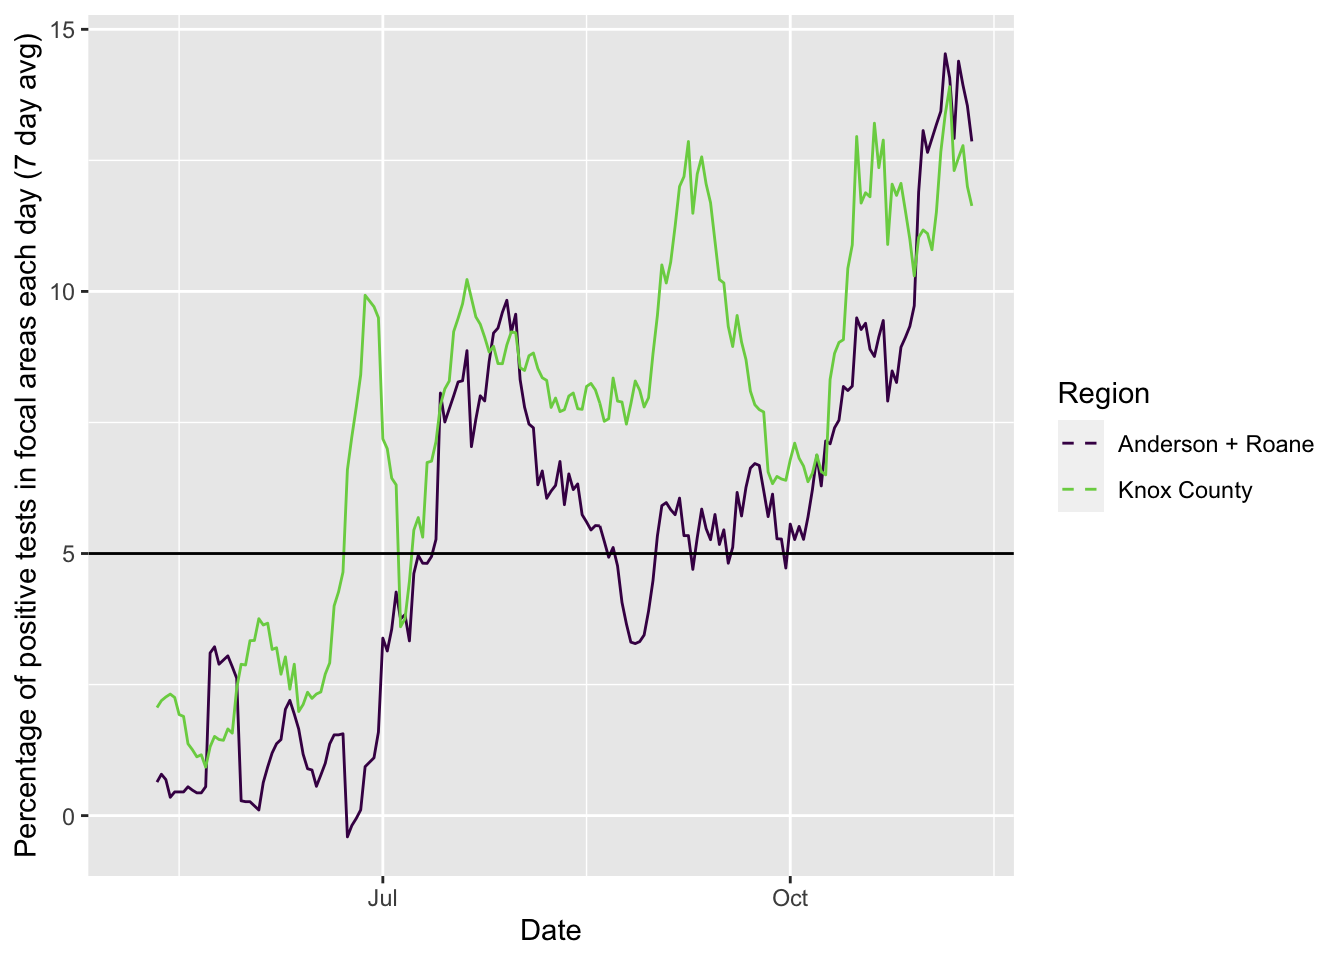 Percentage of positive tests in focal areas each day (7 day avg)
15
10
5
0
Jul
Oct
Date
Region
Anderson + Roane
Knox County